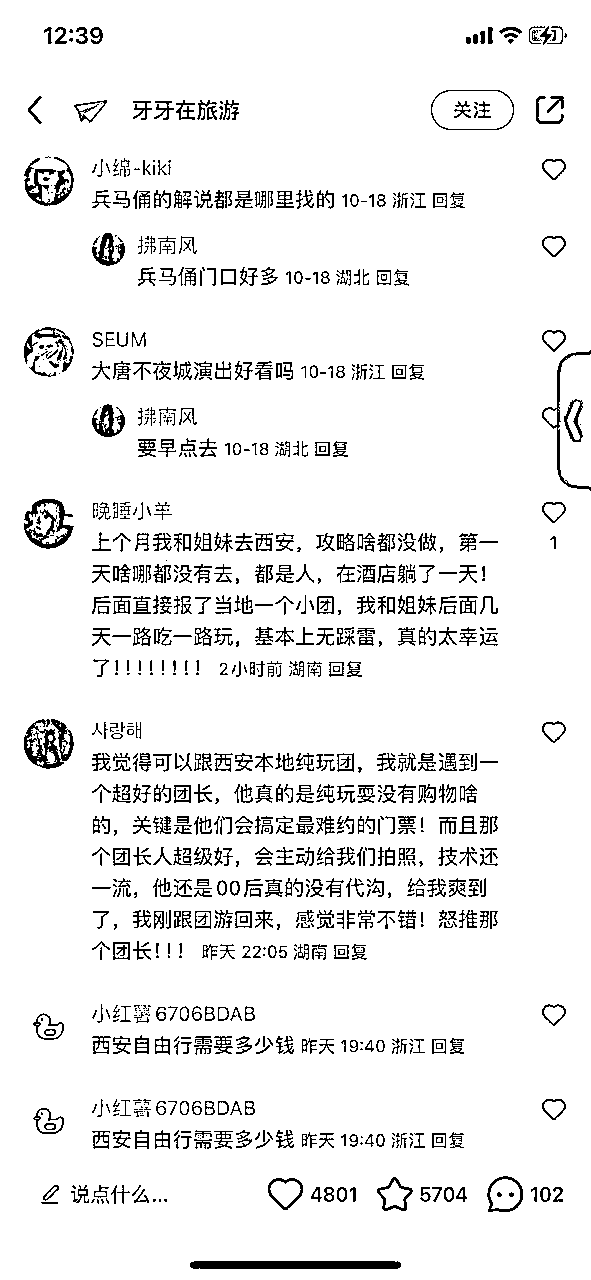 12:39
牙牙在旅游
关注
小绵-kiki
兵马俑的解说都是哪里找的 10-18 浙江 回复
拂南风
兵马俑门口好多 10-18 湖北 回复
SEUM
大唐不夜城演出好看吗 10-18 浙江 回复
拂南风
要早点去 10-18 湖北 回复
晚睡小羊
1
上个月我和姐妹去西安，攻略啥都没做，第一
天啥哪都没有去，都是人，在酒店躺了一天！
后面直接报了当地一个小团，我和姐妹后面几
天一路吃一路玩，基本上无踩雷，真的太幸运
了！！！！！！！！ 2小时前 湖南 回复
사랑해
我觉得可以跟西安本地纯玩团，我就是遇到一
个超好的团长，他真的是纯玩耍没有购物啥
的，关键是他们会搞定最难约的门票！而且那
个团长人超级好，会主动给我们拍照，技术还
一流，他还是00后真的没有代沟，给我爽到
了，我刚跟团游回来，感觉非常不错！怒推那
个团长！！！ 昨天 22:05 湖南 回复
小红薯6706BDAB
西安自由行需要多少钱 昨天 19:40 浙江 回复
小红薯6706BDAB
西安自由行需要多少钱 昨天 19:40 浙江 回复
说点什么...
4801
5704
102